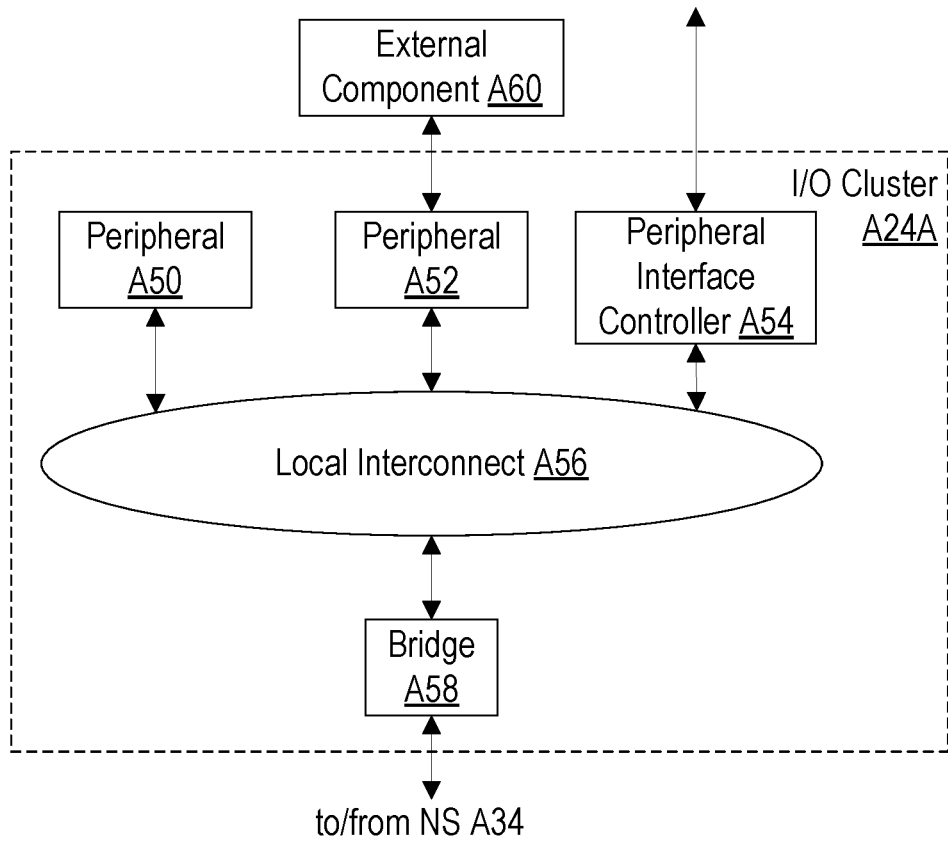 External
Component A60
I/O Cluster
A24A
Peripheral
A50
Peripheral
A52
Peripheral
Interface
Controller A54
Local Interconnect A56
Bridge
A58
to/from NS A34